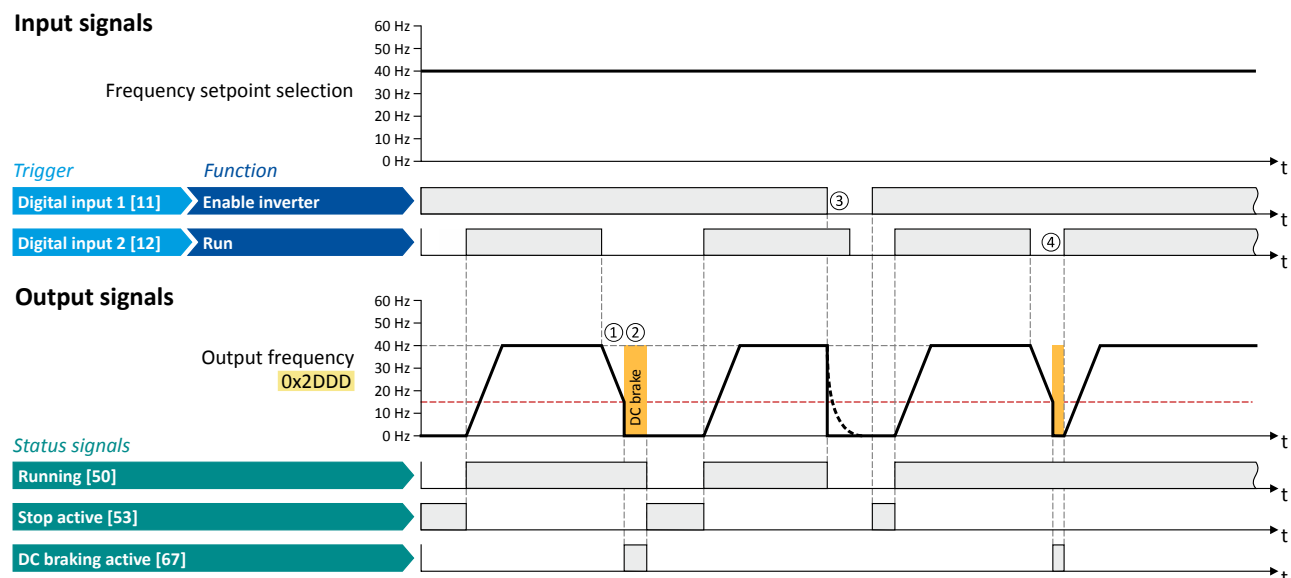 Input signals
60 Hz
50 Hz
40 Hz
Frequency setpoint selection
30 Hz
20 Hz
10 Hz
0 Hz
t
Trigger
Function
Digital input 1 [11]
Enable inverter
③
t
Digital input 2 [12]
Run
④
t
Output signals
60 Hz
50 Hz
① ②
40 Hz
Output frequency
30 Hz
0x2DDD
20 Hz
DC brake
10 Hz
0 Hz
t
Status signals
Running [50]
t
Stop active [53]
t
DC braking active [67]
t